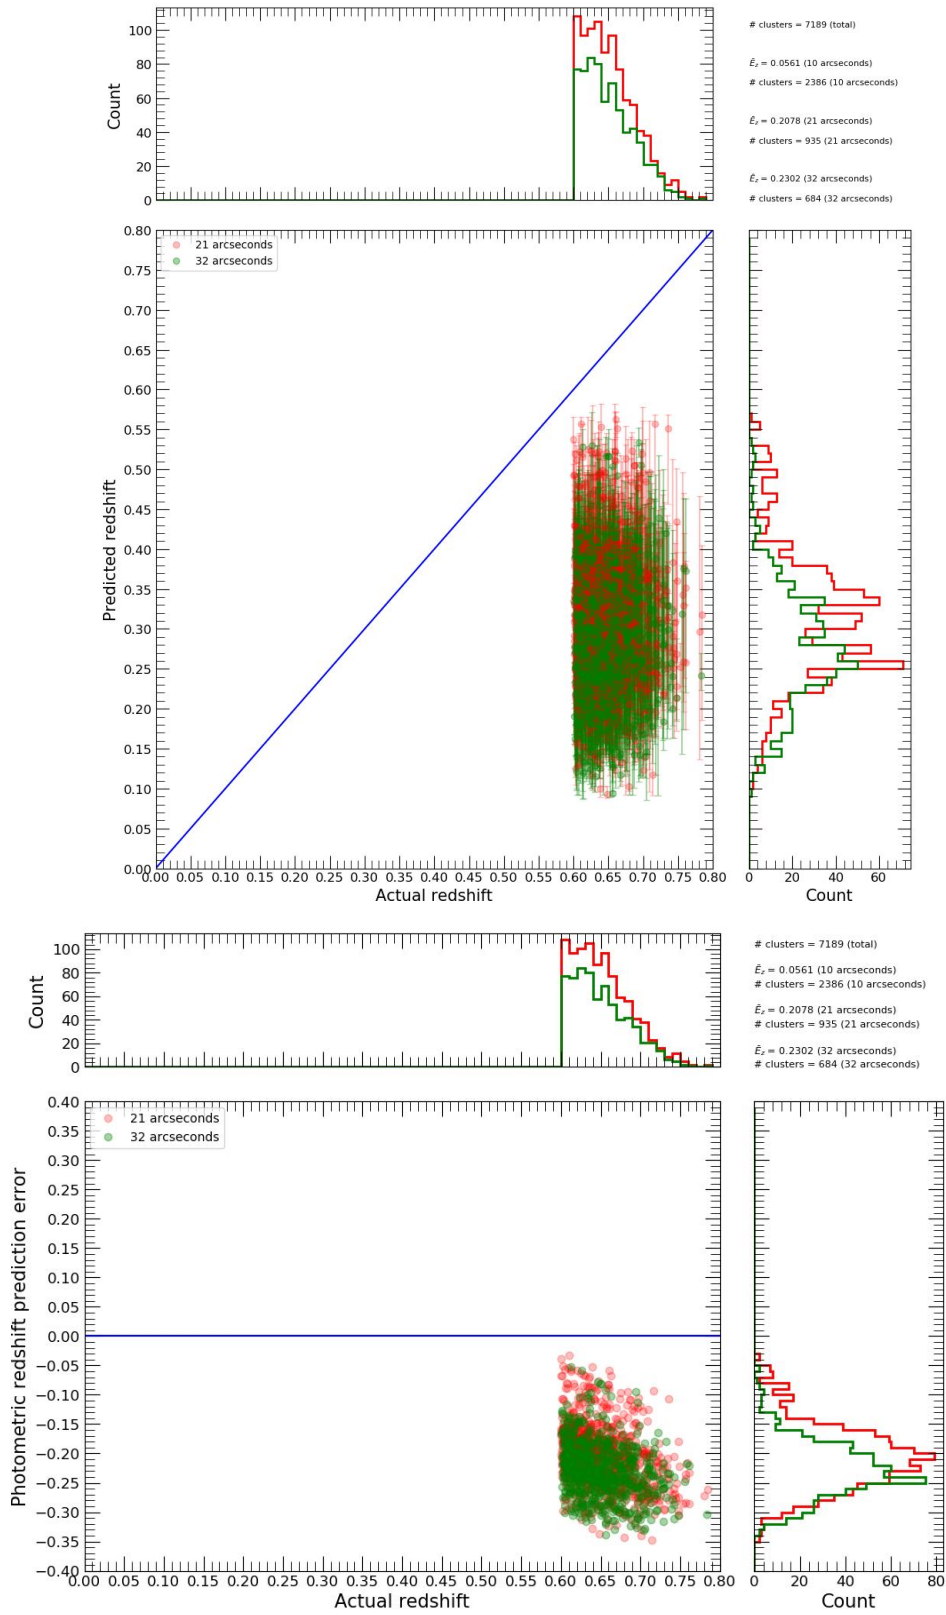 100
80
60
40
20
0
Count
# clusters = 7189 (total)
Ē_z = 0.0561 (10 arcseconds)
# clusters = 2386 (10 arcseconds)
Ē_z = 0.2078 (21 arcseconds)
# clusters = 935 (21 arcseconds)
Ē_z = 0.2302 (32 arcseconds)
# clusters = 684 (32 arcseconds)
21 arcseconds
32 arcseconds
0.80
0.75
0.70
0.65
0.60
0.55
0.50
0.45
0.40
0.35
0.30
0.25
0.20
0.15
0.10
0.05
0.00
Predicted redshift
0.00 0.05 0.10 0.15 0.20 0.25 0.30 0.35 0.40 0.45 0.50 0.55 0.60 0.65 0.70 0.75 0.80
Actual redshift
0 20 40 60
Count
100
80
60
40
20
0
Count
# clusters = 7189 (total)
Ē_z = 0.0561 (10 arcseconds)
# clusters = 2386 (10 arcseconds)
Ē_z = 0.2078 (21 arcseconds)
# clusters = 935 (21 arcseconds)
Ē_z = 0.2302 (32 arcseconds)
# clusters = 684 (32 arcseconds)
21 arcseconds
32 arcseconds
0.40
0.35
0.30
0.25
0.20
0.15
0.10
0.05
0.00
−0.05
−0.10
−0.15
−0.20
−0.25
−0.30
−0.35
−0.40
Photometric redshift prediction error
0.00 0.05 0.10 0.15 0.20 0.25 0.30 0.35 0.40 0.45 0.50 0.55 0.60 0.65 0.70 0.75 0.80
Actual redshift
0 20 40 60 80
Count